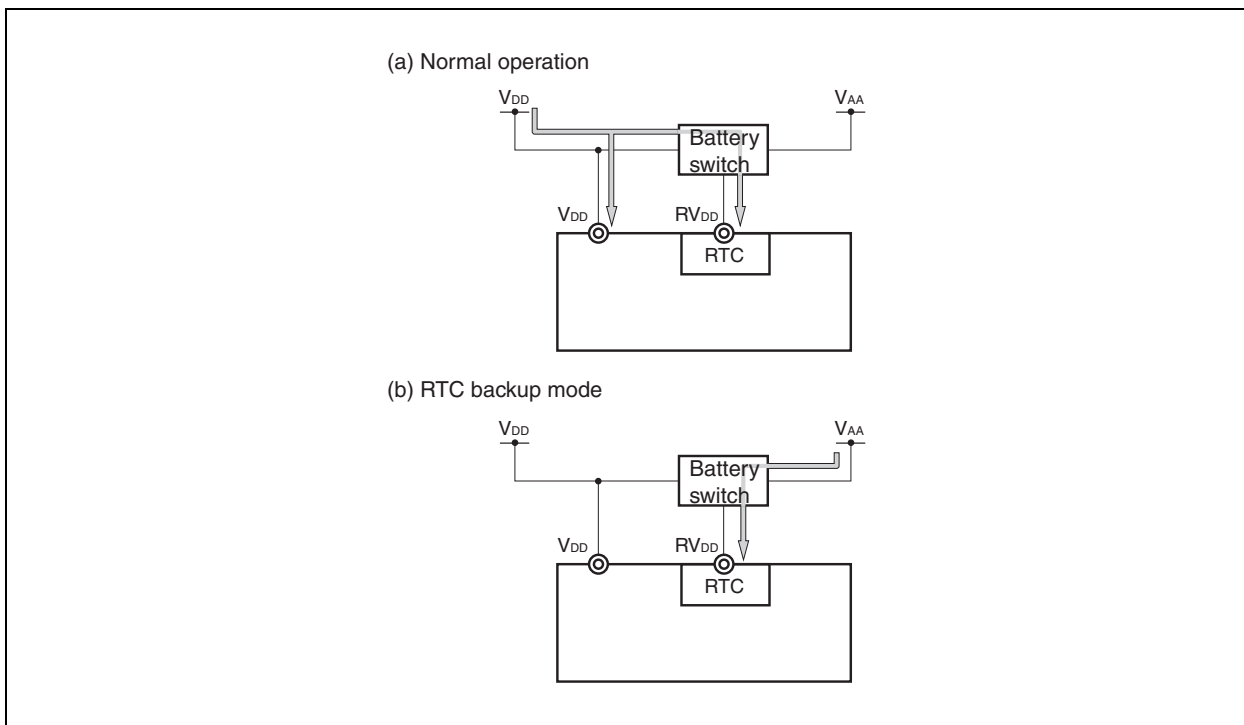 (a) Normal operation
VDD VAA
Battery
switch
VDD RVDD
RTC
(b) RTC backup mode
VDD VAA
Battery
switch
VDD RVDD
RTC